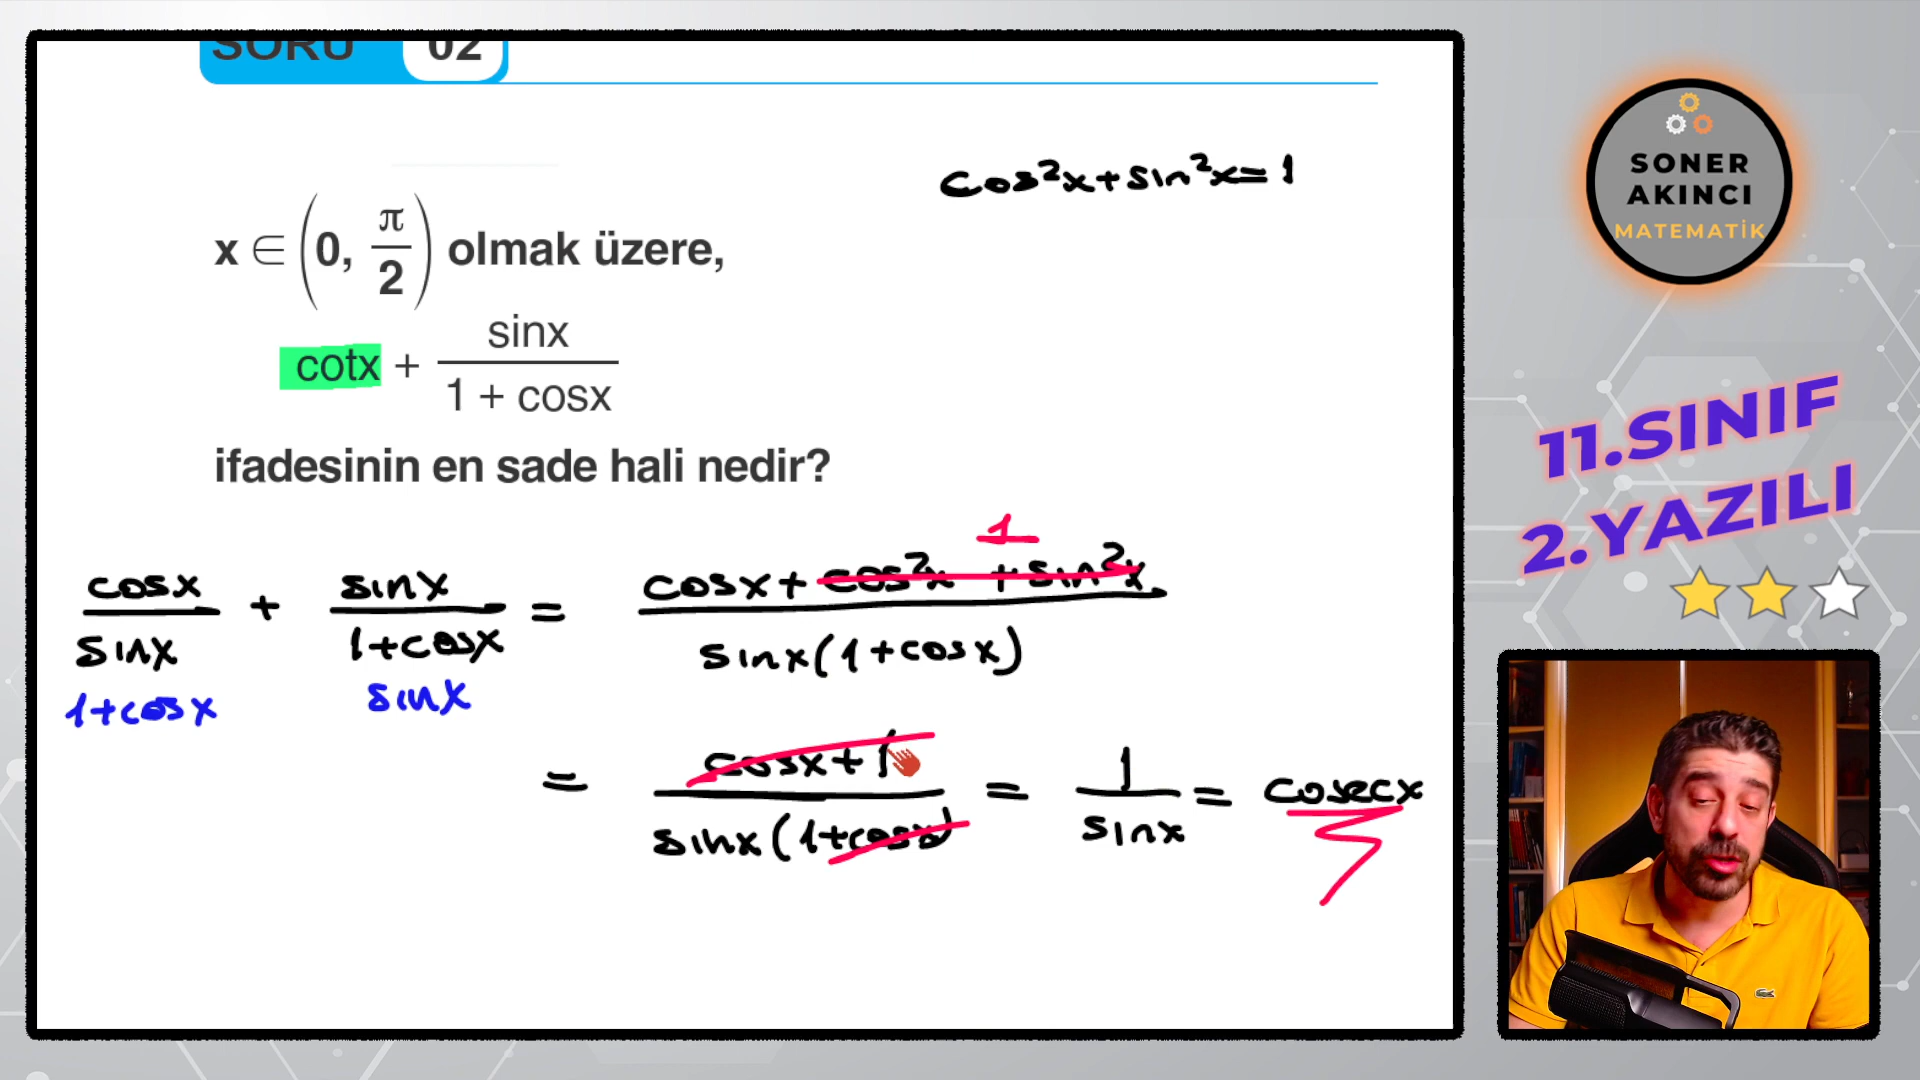 SORU 02
cos²x+sin²x=1
x ∈ (0, π/2) olmak üzere,
cotx + sinx/(1 + cosx)
ifadesinin en sade hali nedir?
cosx/sinx + sinx/(1+cosx) = (cosx+cos²x+sin²x)/(sinx(1+cosx))
1
1+cosx sinx
= (cosx+1)/(sinx(1+cosx)) = 1/sinx = cosecx
SONER
AKINCI
MATEMATİK
11.SINIF
2.YAZILI